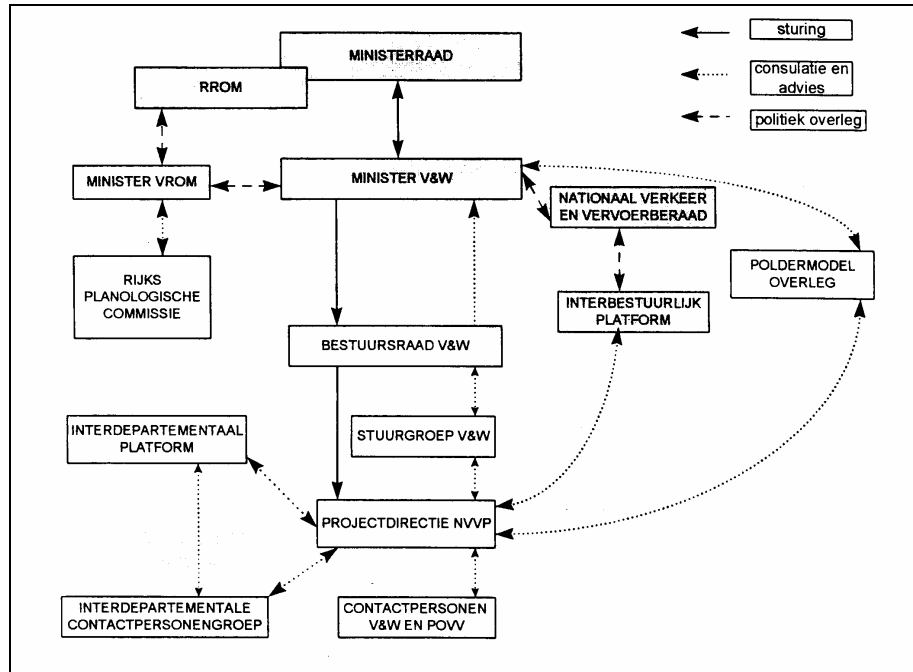 MINISTERRAAD
RROM
sturing
consulatie en
advies
politiek overleg
MINISTER VROM
MINISTER V&W
NATIONAAL VERKEER
EN VERVOERBERAAD
POLDERMODEL
OVERLEG
RIJKS
PLANOLOGISCHE
COMMISSIE
INTERBESTUURLIJK
PLATFORM
BESTUURSRAAD V&W
INTERDEPARTEMENTAAL
PLATFORM
STUURGROEP V&W
PROJECTDIRECTIE NVVP
INTERDEPARTEMENTALE
CONTACTPERSONENGROEP
CONTACTPERSONEN
V&W EN POVV